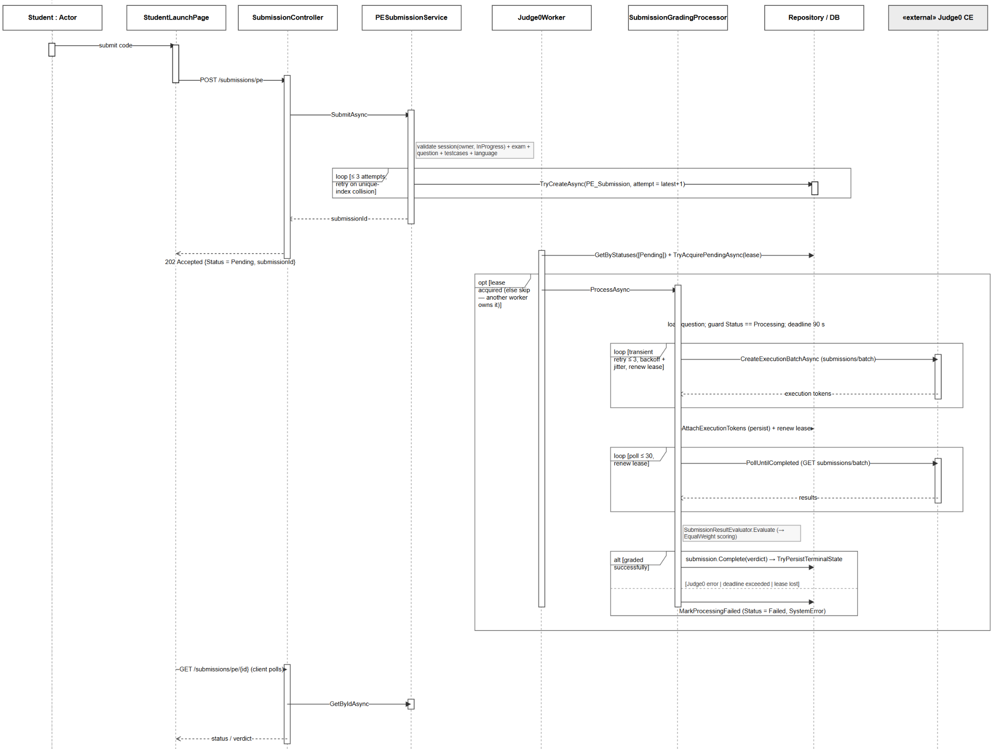 Student : Actor
StudentLaunchPage
SubmissionController
PESubmissionService
Judge0Worker
SubmissionGradingProcessor
Repository / DB
«external» Judge0 CE
submit code
POST /submissions/pe
SubmitAsync
validate session(owner, InProgress) + exam +
question + testcases + language
loop [≤ 3 attempts,
retry on unique-
index collision]
TryCreateAsync(PE_Submission, attempt = latest+1)
submissionId
202 Accepted {Status = Pending, submissionId}
GetByStatuses([Pending]) + TryAcquirePendingAsync(lease)
opt [lease
acquired (else skip
— another worker
owns it)]
ProcessAsync
load question; guard Status == Processing; deadline 90 s
loop [transient
retry ≤ 3, backoff +
jitter, renew lease]
CreateExecutionBatchAsync (submissions/batch)
execution tokens
AttachExecutionTokens (persist) + renew lease
loop [poll ≤ 30,
renew lease]
PollUntilCompleted (GET submissions/batch)
results
SubmissionResultEvaluator.Evaluate (→
EqualWeight scoring)
alt [graded
successfully]
submission.Complete(verdict) → TryPersistTerminalState
[Judge0 error | deadline exceeded | lease lost]
MarkProcessingFailed (Status = Failed, SystemError)
GET /submissions/pe/{id} (client polls)
GetByIdAsync
status / verdict